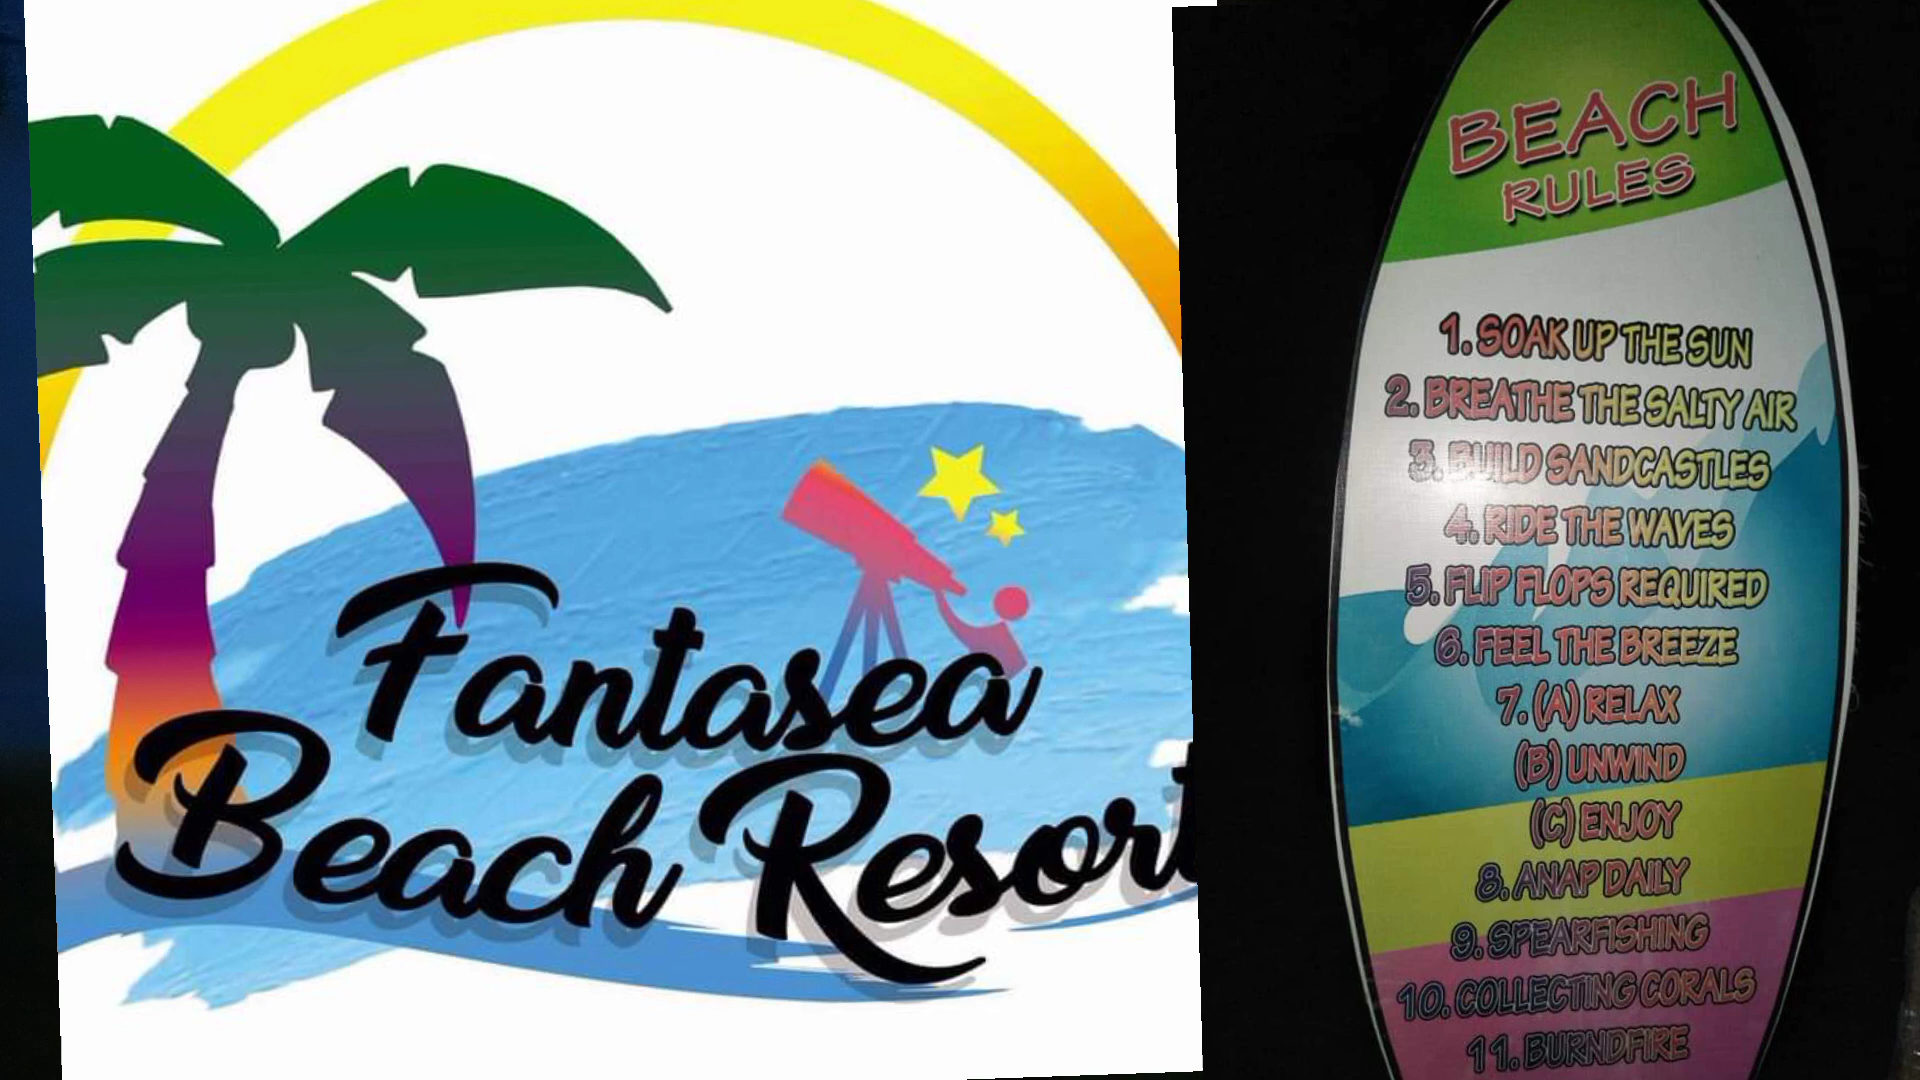 Fantasea
Beach Resort
BEACH
RULES
1. SOAK UP THE SUN
2. BREATHE THE SALTY AIR
3. BUILD SANDCASTLES
4. RIDE THE WAVES
5. FLIP FLOPS REQUIRED
6. FEEL THE BREEZE
7. (A) RELAX
(B) UNWIND
(C) ENJOY
8. ANAP DAILY
9. SPEARFISHING
10. COLLECTING CORALS
11. BURNDFIRE